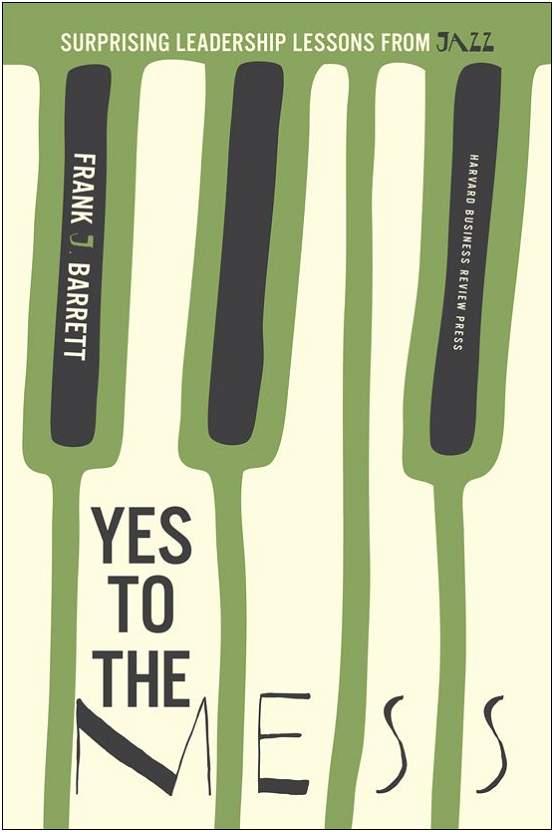 SURPRISING LEADERSHIP LESSONS FROM JAZZ
FRANK J. BARRETT
HARVARD BUSINESS REVIEW PRESS
YES
TO
THE
MESS